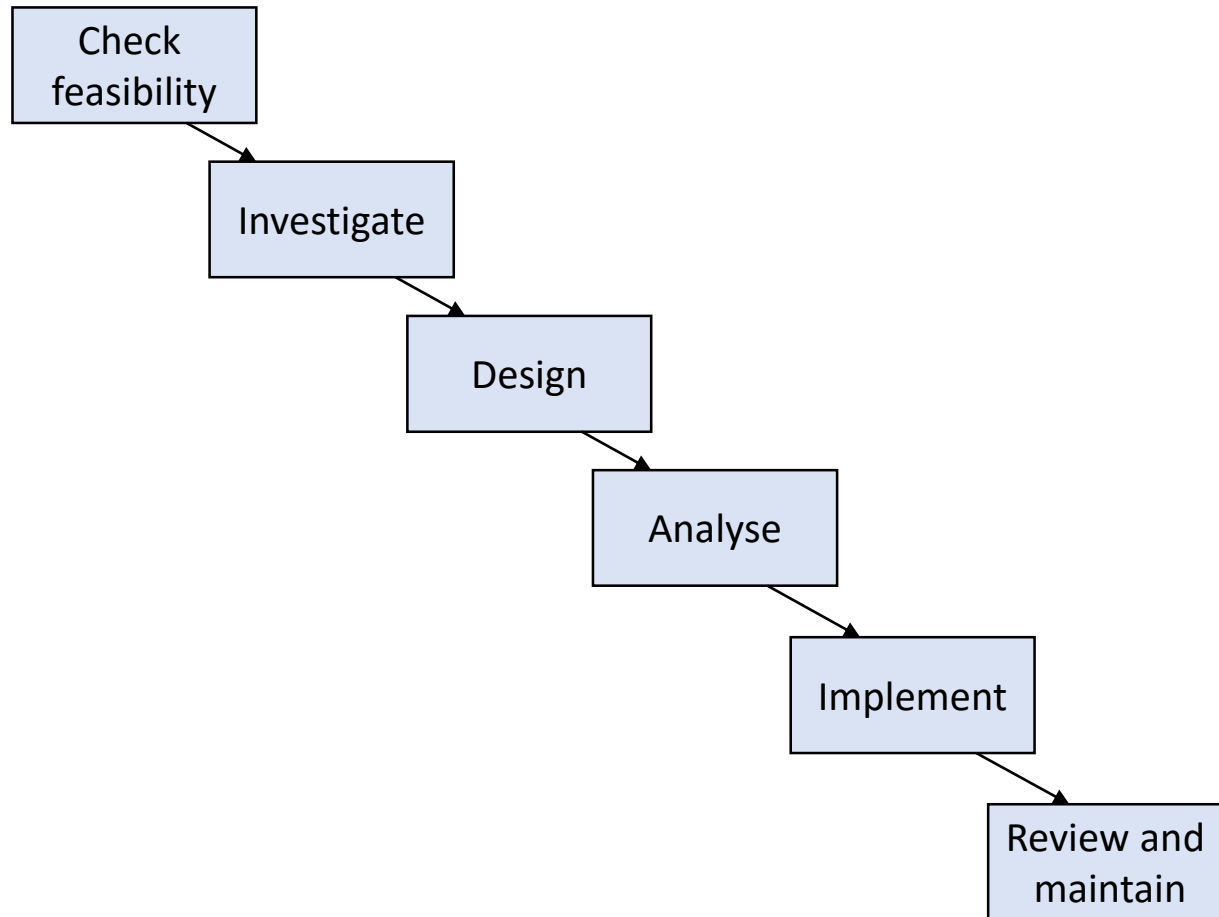 Check
feasibility
Investigate
Design
Analyse
Implement
Review and
maintain